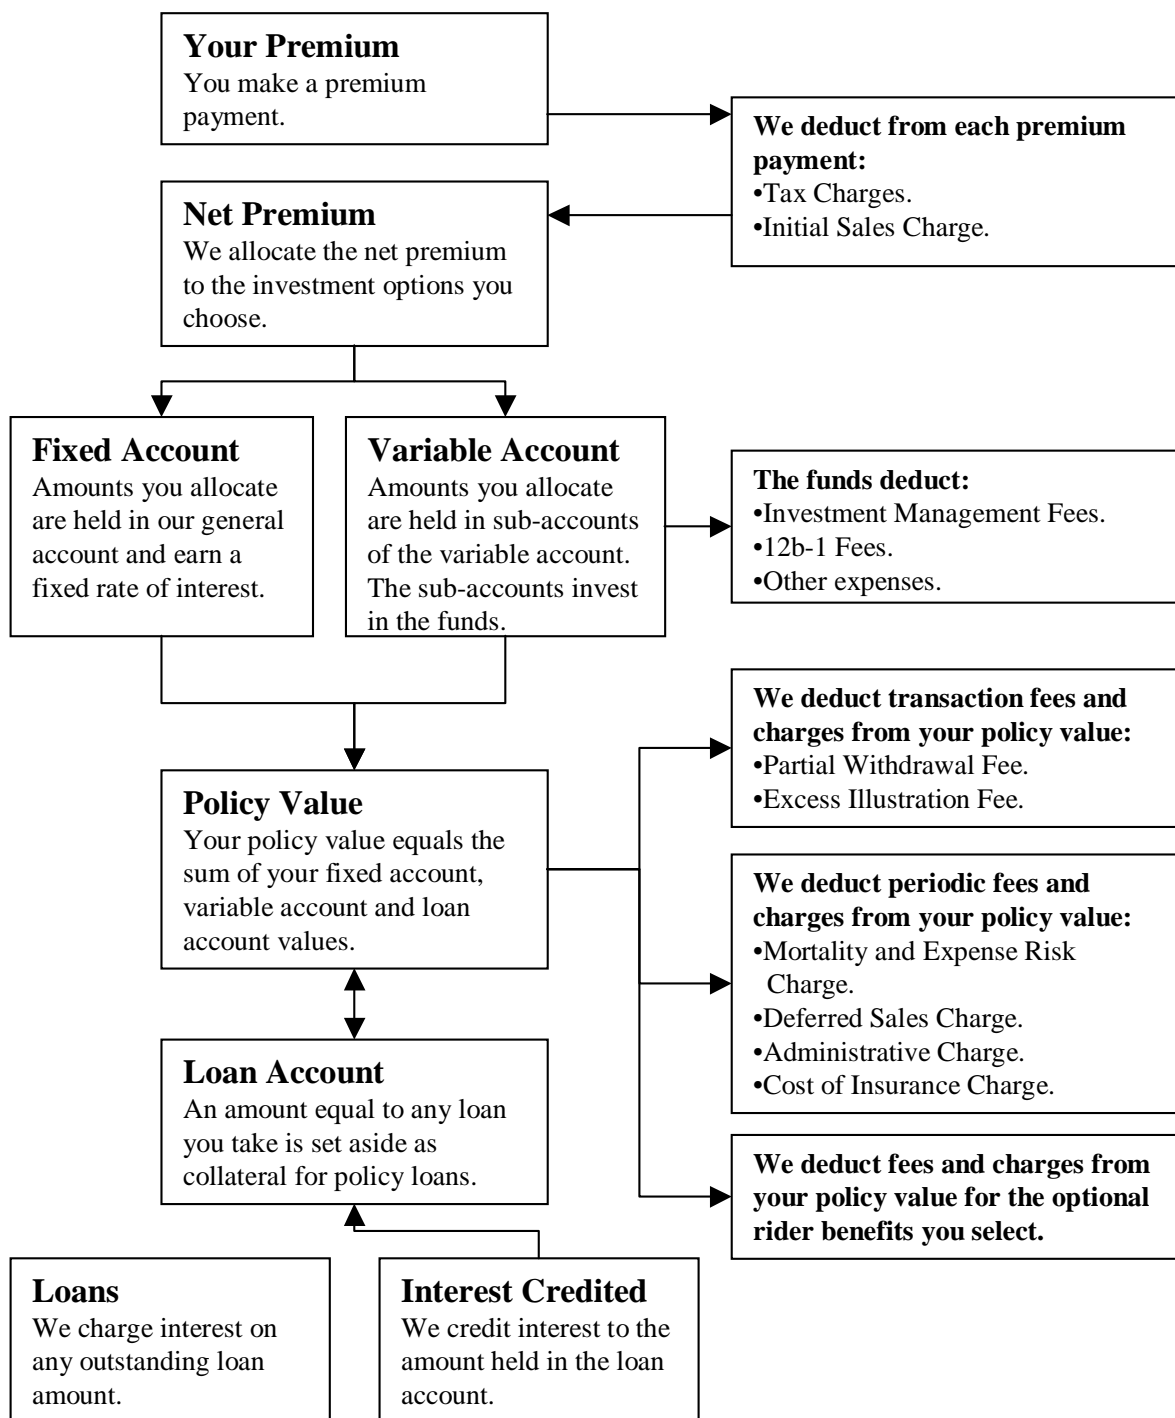 Your Premium
You make a premium
payment.
We deduct from each premium
payment:
•Tax Charges.
•Initial Sales Charge.
Net Premium
We allocate the net premium
to the investment options you
choose.
Fixed Account
Amounts you allocate
are held in our general
account and earn a
fixed rate of interest.
Variable Account
Amounts you allocate
are held in sub-accounts
of the variable account.
The sub-accounts invest
in the funds.
The funds deduct:
•Investment Management Fees.
•12b-1 Fees.
•Other expenses.
We deduct transaction fees and
charges from your policy value:
•Partial Withdrawal Fee.
•Excess Illustration Fee.
Policy Value
Your policy value equals the
sum of your fixed account,
variable account and loan
account values.
We deduct periodic fees and
charges from your policy value:
•Mortality and Expense Risk
Charge.
•Deferred Sales Charge.
•Administrative Charge.
•Cost of Insurance Charge.
Loan Account
An amount equal to any loan
you take is set aside as
collateral for policy loans.
We deduct fees and charges from
your policy value for the optional
rider benefits you select.
Loans
We charge interest on
any outstanding loan
amount.
Interest Credited
We credit interest to the
amount held in the loan
account.